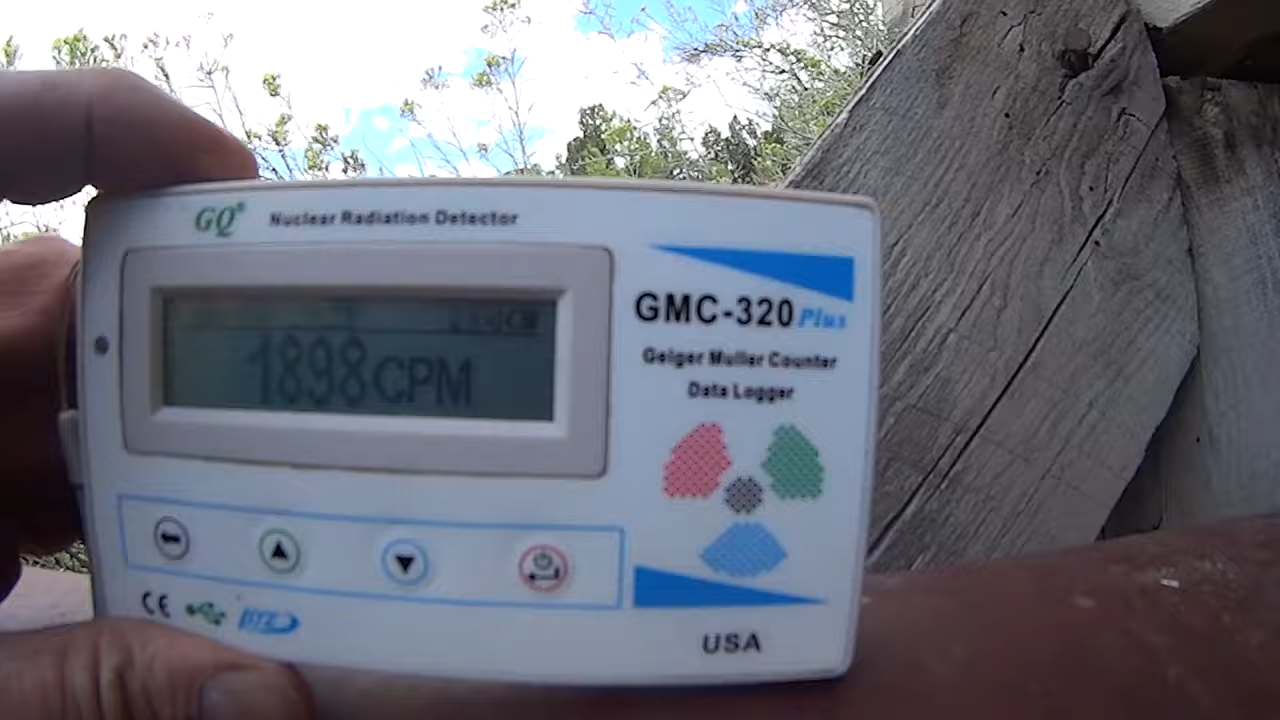 GQ® Nuclear Radiation Detector
1898CPM
GMC-320 Plus
Geiger Muller Counter
Data Logger
CE
USA